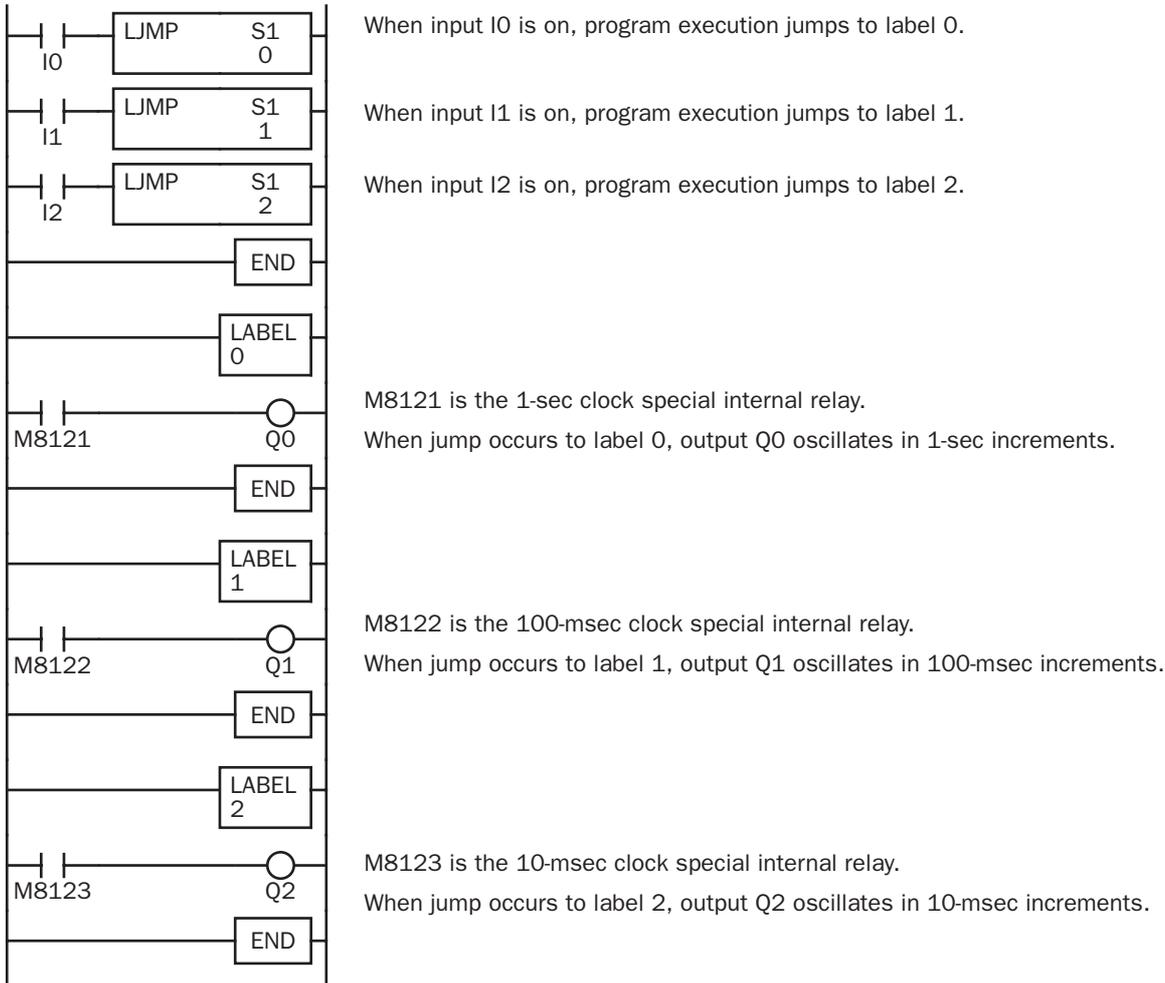 LJMP S1
0
I0
When input I0 is on, program execution jumps to label 0.
LJMP S1
1
I1
When input I1 is on, program execution jumps to label 1.
LJMP S1
2
I2
When input I2 is on, program execution jumps to label 2.
END
LABEL
0
M8121
Q0
M8121 is the 1-sec clock special internal relay.
When jump occurs to label 0, output Q0 oscillates in 1-sec increments.
END
LABEL
1
M8122
Q1
M8122 is the 100-msec clock special internal relay.
When jump occurs to label 1, output Q1 oscillates in 100-msec increments.
END
LABEL
2
M8123
Q2
M8123 is the 10-msec clock special internal relay.
When jump occurs to label 2, output Q2 oscillates in 10-msec increments.
END